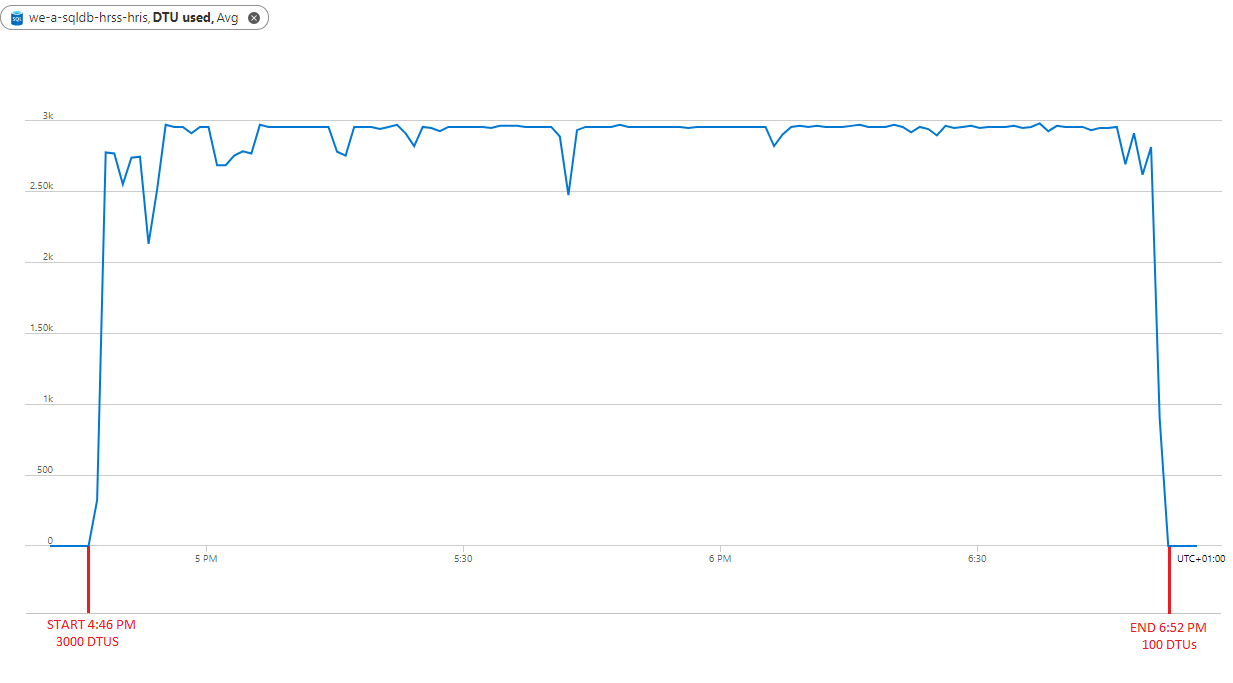 SQL we-a-sqldb-hrss-hris, DTU used, Avg
3k
2.50k
2k
1.50k
1k
500
0
5 PM 5:30 6 PM 6:30 UTC+01:00
START 4:46 PM
3000 DTUS
END 6:52 PM
100 DTUs